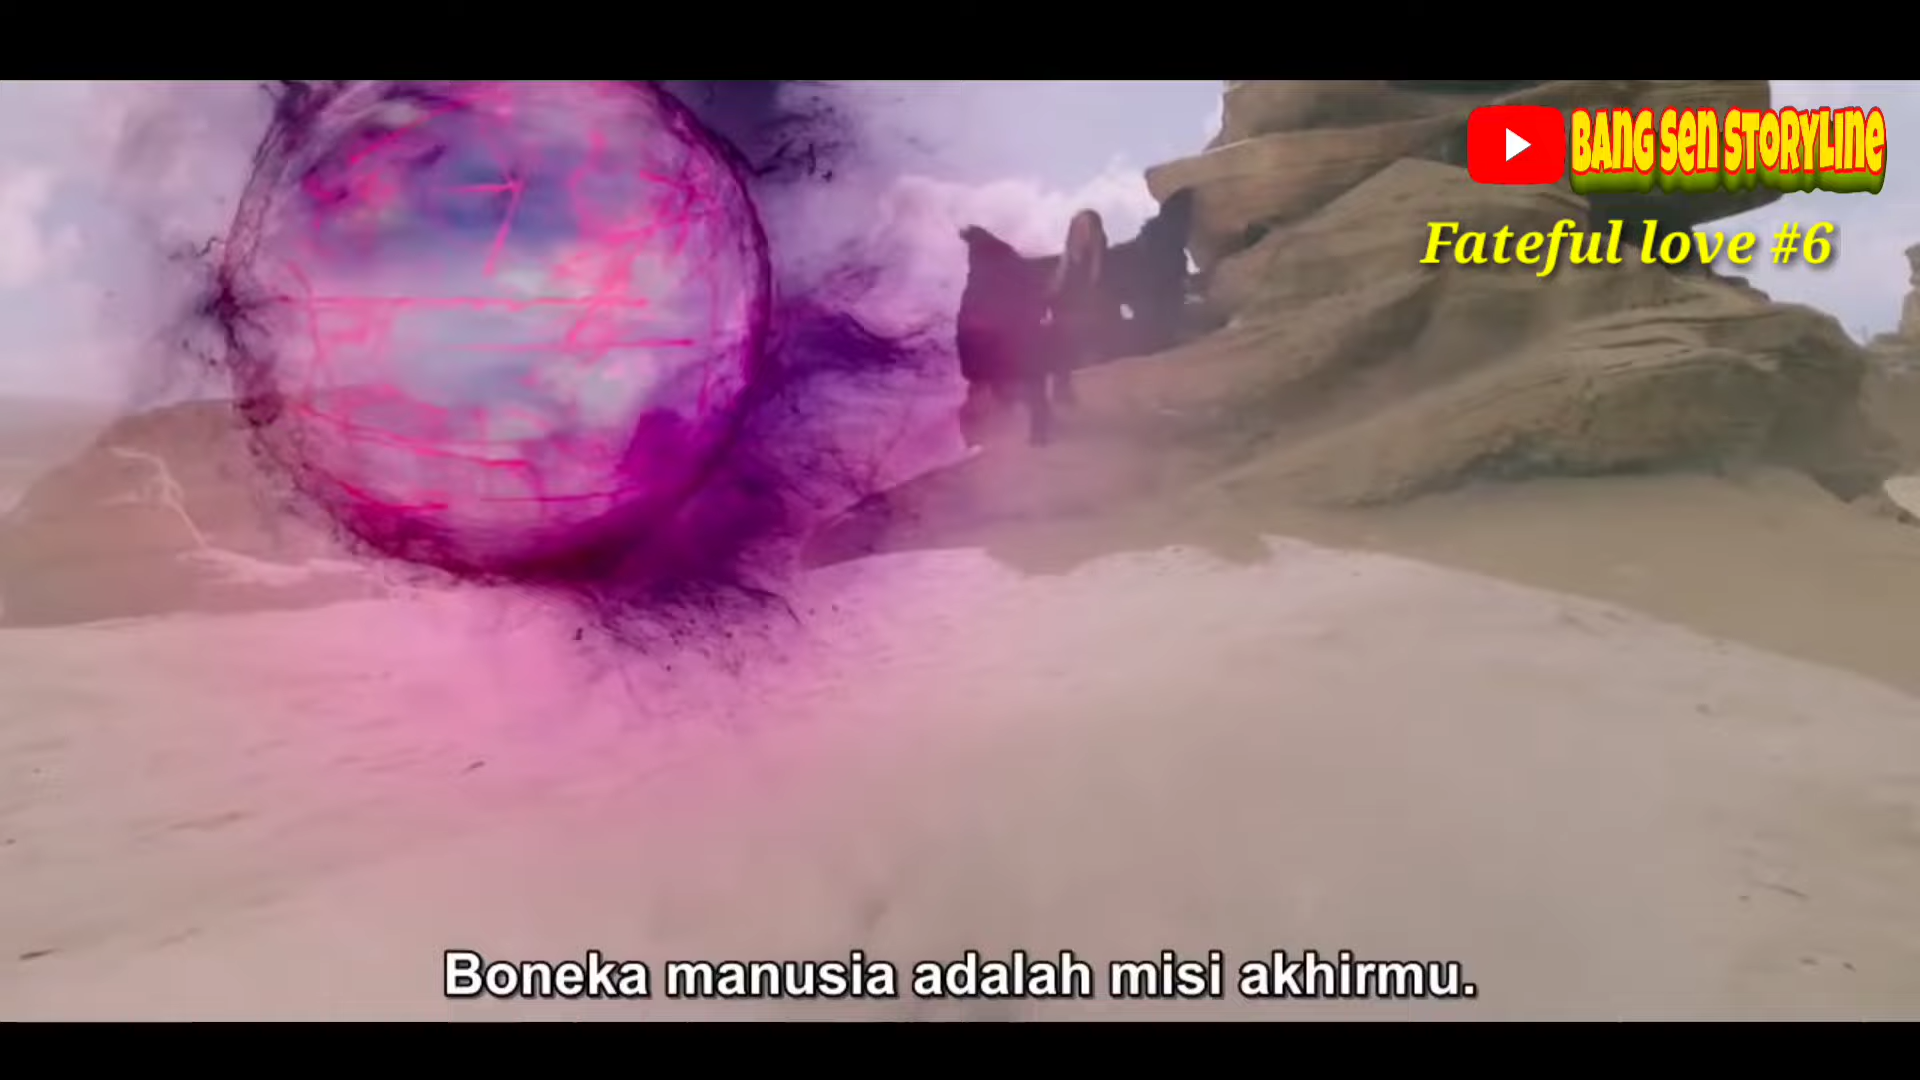 BANG SEN STORYLINE
Fateful love #6
Boneka manusia adalah misi akhirmu.